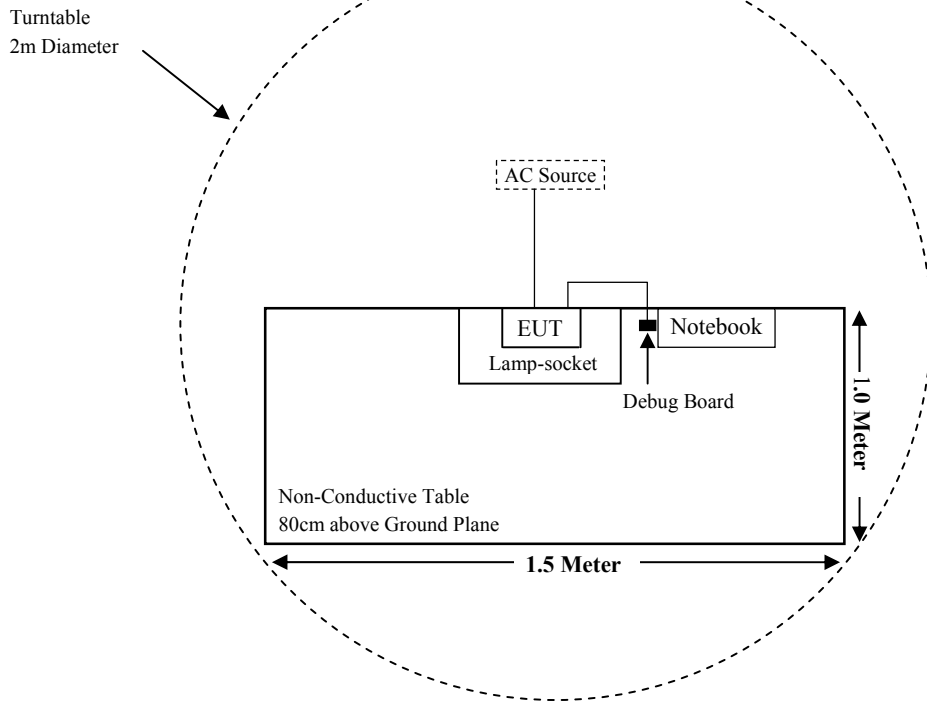 Turntable
2m Diameter
AC Source
EUT
Notebook
Lamp-socket
Debug Board
1.0 Meter
Non-Conductive Table
80cm above Ground Plane
1.5 Meter